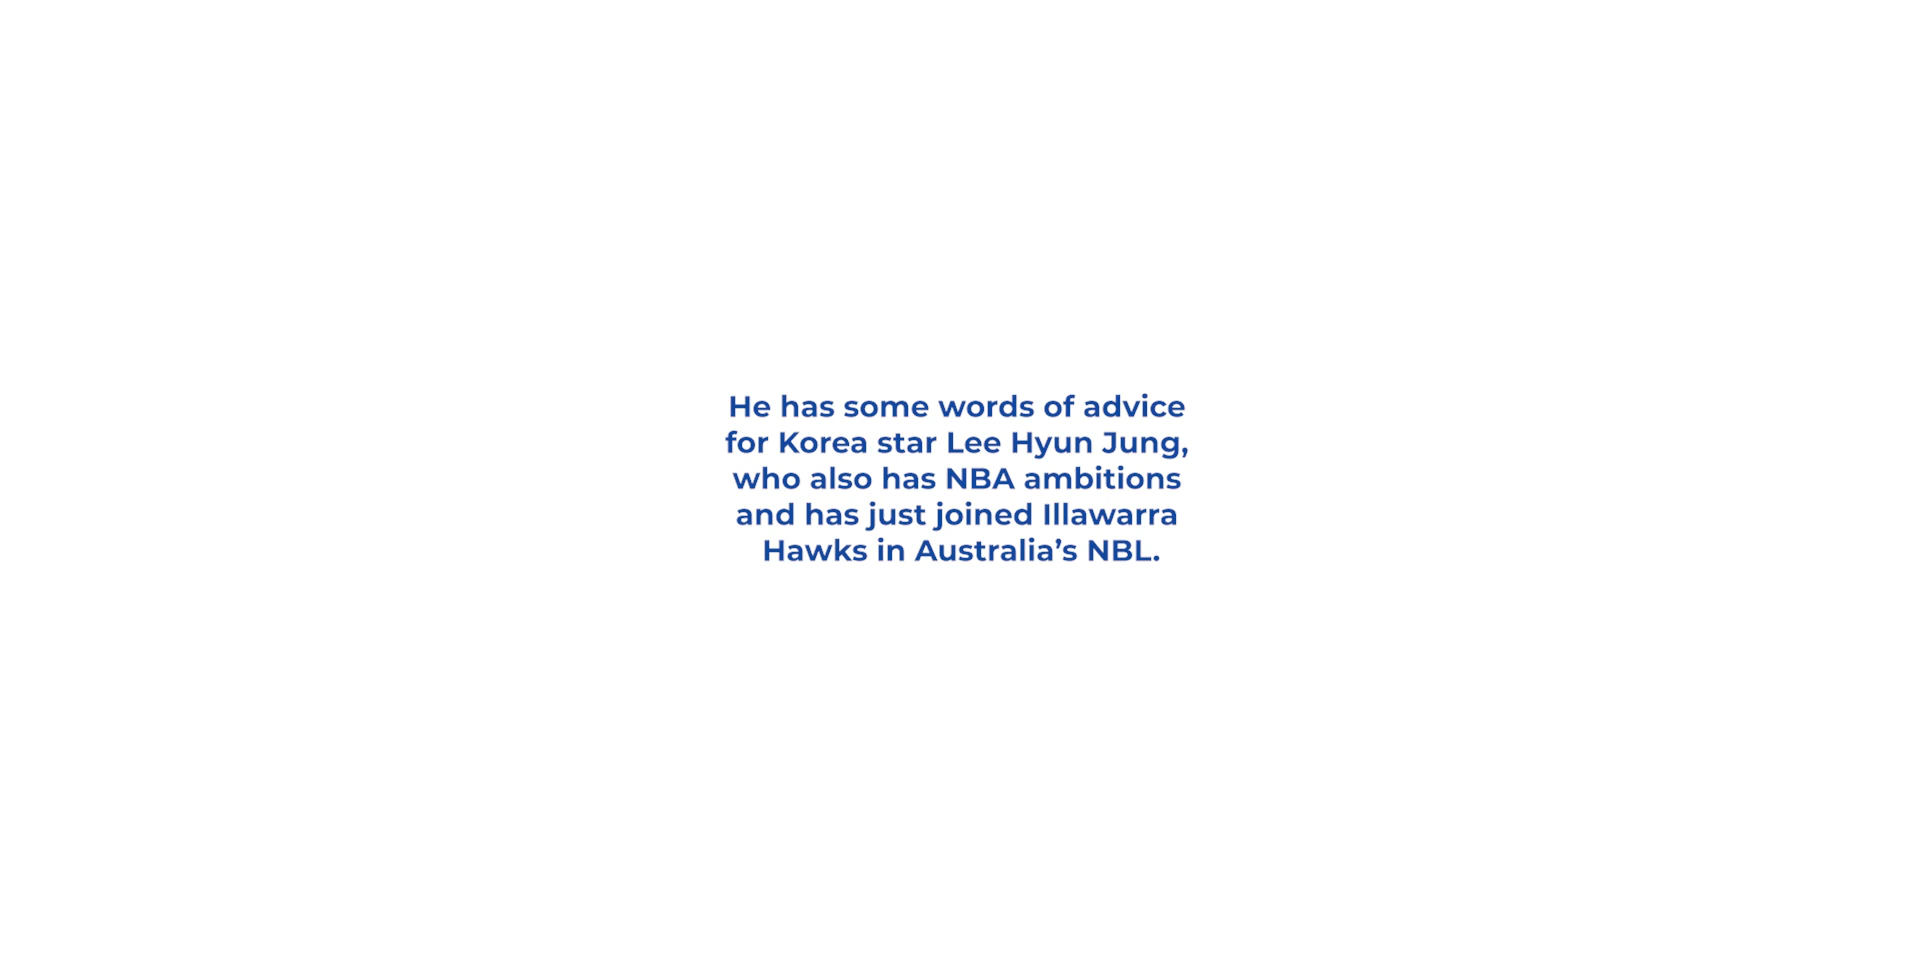 He has some words of advice
for Korea star Lee Hyun Jung,
who also has NBA ambitions
and has just joined Illawarra
Hawks in Australia’s NBL.